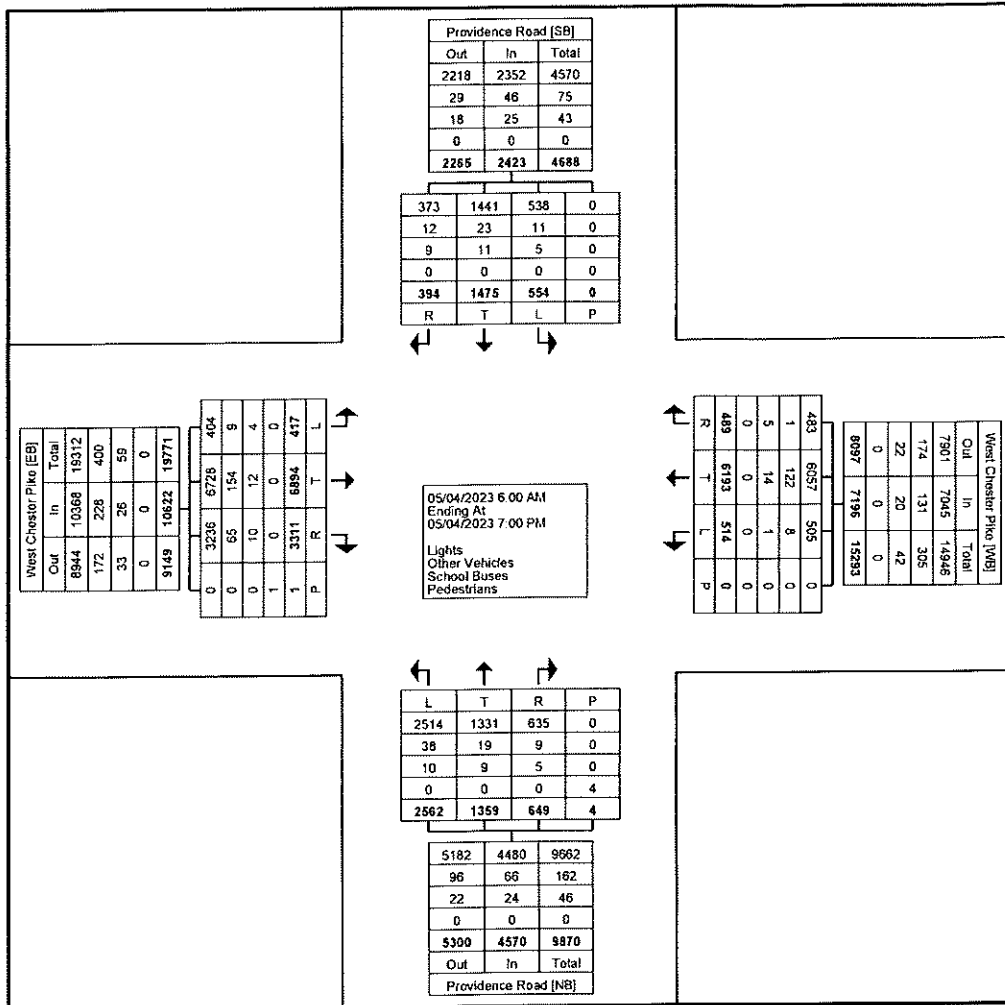 Providence Road [SB]
Out In Total
2218 2352 4570
29 46 75
18 25 43
0 0 0
2265 2423 4688
373 1441 538 0
12 23 11 0
9 11 5 0
0 0 0 0
394 1475 554 0
R T L P
West Chester Pike [EB]
Out In Total
8944 10368 19312
172 228 400
33 26 59
0 0 0
9149 10622 19771
404 6728 3236 0
9 154 65 0
4 12 10 0
0 0 0 1
417 6894 3311 1
L T R P
05/04/2023 6:00 AM
Ending At
05/04/2023 7:00 PM
Lights
Other Vehicles
School Buses
Pedestrians
West Chester Pike [WB]
Out In Total
7901 7045 14946
174 131 305
22 20 42
0 0 0
8097 7196 15293
483 6057 505 0
1 122 8 0
5 14 1 0
0 0 0 0
489 6193 514 0
R T L P
L T R P
2514 1331 635 0
38 19 9 0
10 9 5 0
0 0 0 4
2562 1359 649 4
5182 4480 9662
96 66 162
22 24 46
0 0 0
5300 4570 9870
Out In Total
Providence Road [NB]